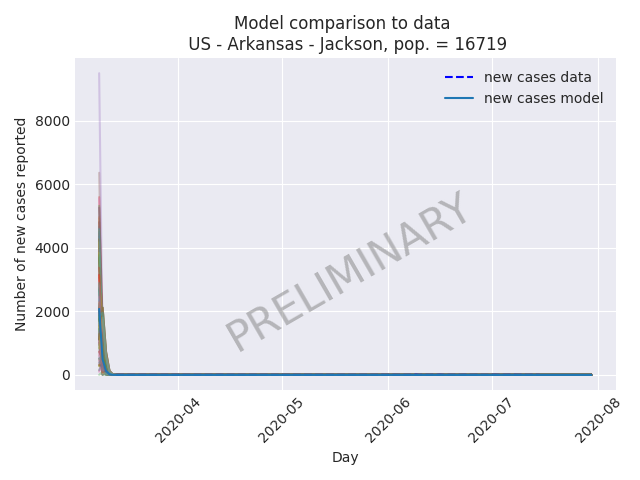 Model comparison to data
US - Arkansas - Jackson, pop. = 16719
new cases data
new cases model
Number of new cases reported
8000
6000
4000
2000
0
PRELIMINARY
2020-04
2020-05
2020-06
2020-07
2020-08
Day